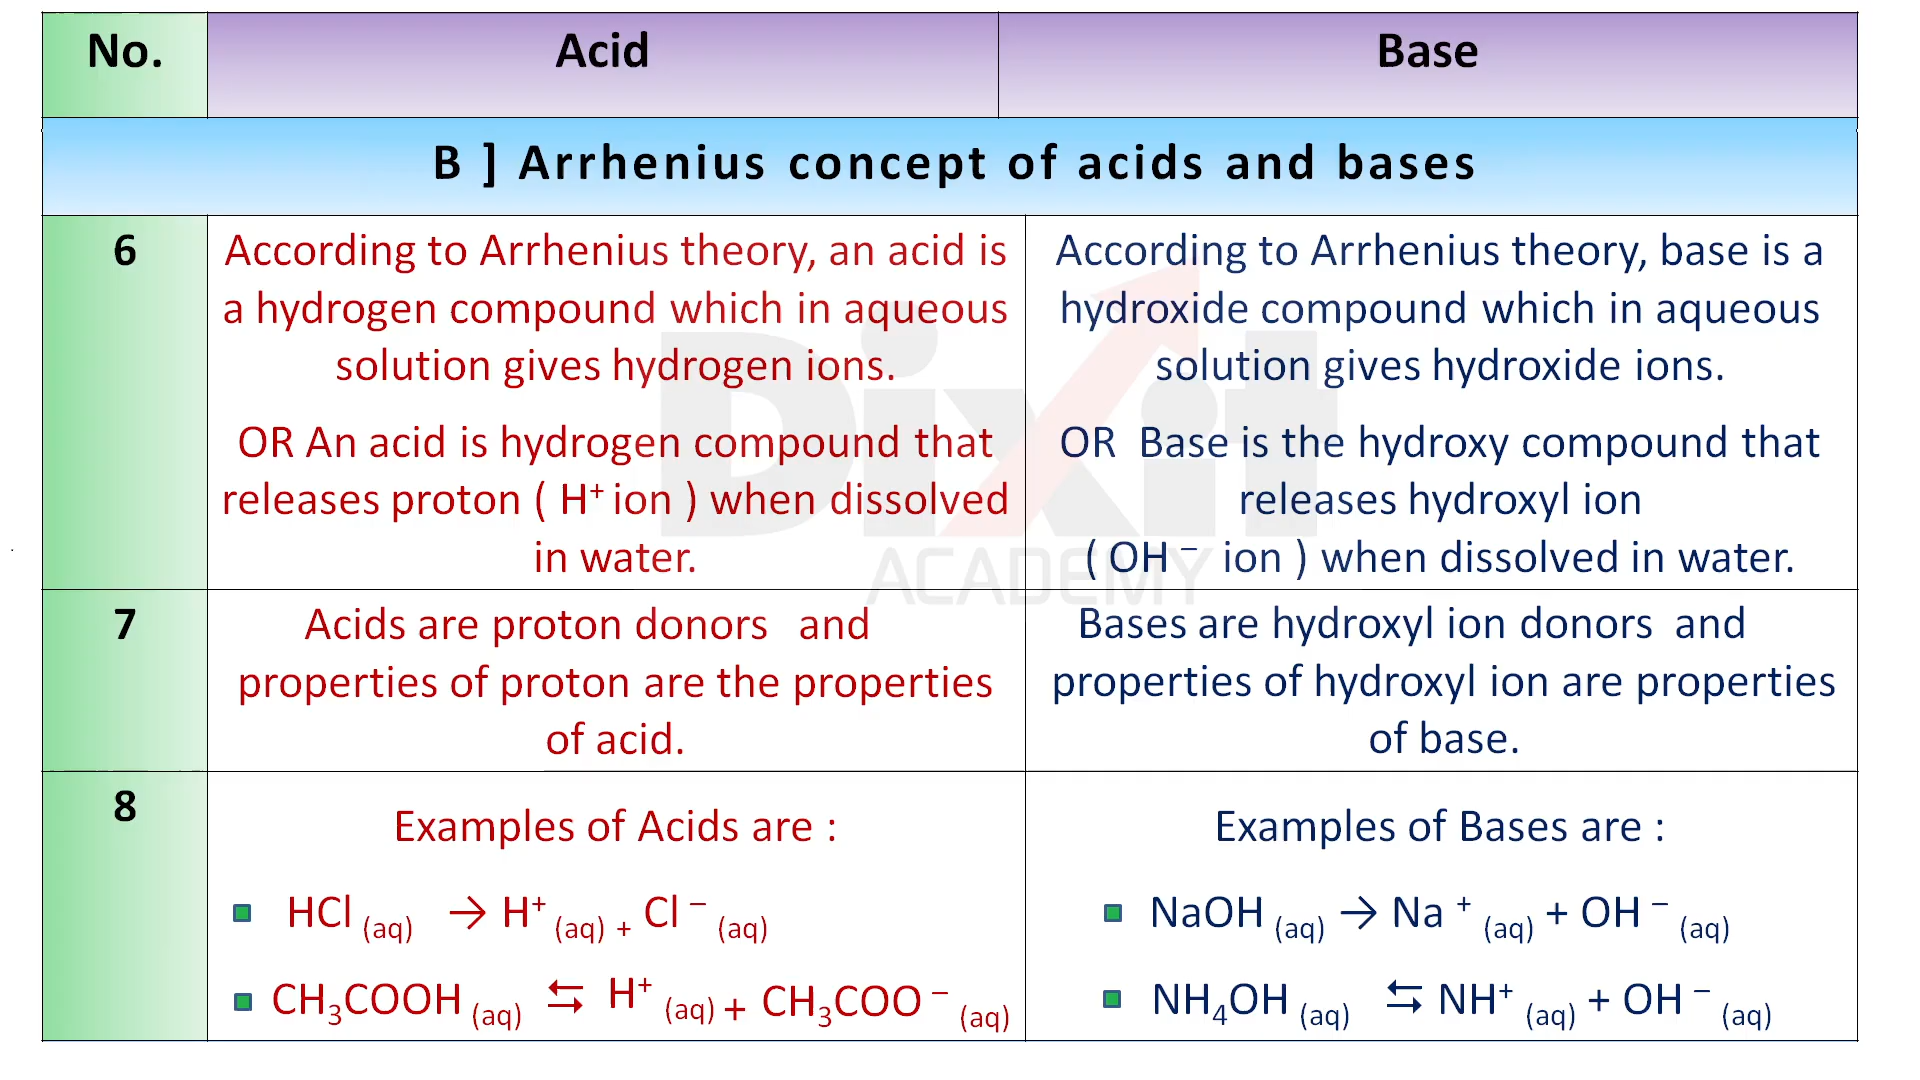 No. Acid Base
B ] Arrhenius concept of acids and bases
6
According to Arrhenius theory, an acid is
a hydrogen compound which in aqueous
solution gives hydrogen ions.
OR An acid is hydrogen compound that
releases proton ( H⁺ ion ) when dissolved
in water.
According to Arrhenius theory, base is a
hydroxide compound which in aqueous
solution gives hydroxide ions.
OR Base is the hydroxy compound that
releases hydroxyl ion
( OH ⁻ ion ) when dissolved in water.
7
Acids are proton donors and
properties of proton are the properties
of acid.
Bases are hydroxyl ion donors and
properties of hydroxyl ion are properties
of base.
8
Examples of Acids are :
HCl (aq) → H⁺ (aq) + Cl ⁻ (aq)
CH₃COOH (aq) ⇆ H⁺ (aq) + CH₃COO ⁻ (aq)
Examples of Bases are :
NaOH (aq) → Na ⁺ (aq) + OH ⁻ (aq)
NH₄OH (aq) ⇆ NH⁺ (aq) + OH ⁻ (aq)
Dixit
ACADEMY